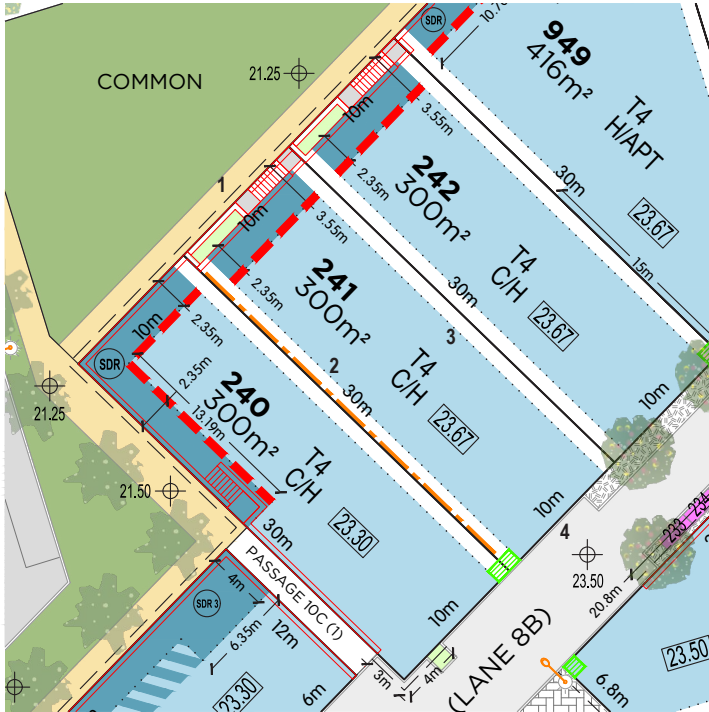 SDR
10.7
949
416m²
T4
H/APT
COMMON
21.25
10m
3.55m
30m
23.67
15m
242
300m²
T4
C/H
2.35m
1
10m
3.55m
30m
23.67
241
300m²
T4
C/H
2.35m
3
10m
2
30m
23.67
10m
2.35m
SDR
2.35m
240
300m²
13.19m
T4
C/H
21.25
21.50
30m
23.30
10m
4
233
234
23.50
PASSAGE 10C (1)
4m
SDR 3
6.35m
12m
10m
20.8m
(LANE 8B)
23.50
23.30
6m
3m
4m
6.8m